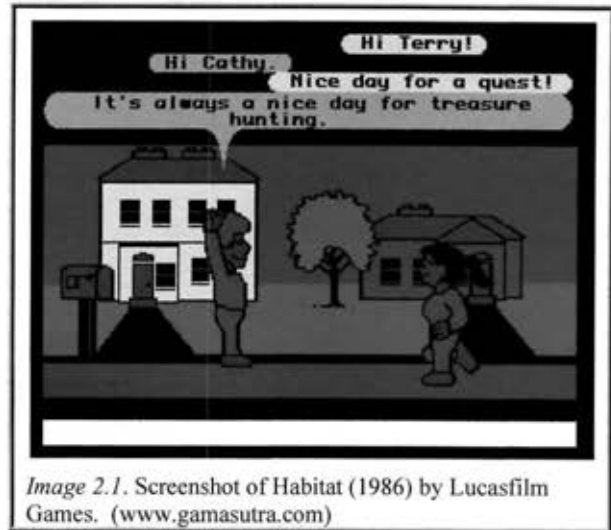 Hi Terry!
Hi Cathy.
Nice day for a quest!
It's always a nice day for treasure
hunting.
Image 2.1. Screenshot of Habitat (1986) by Lucasfilm
Games. (www.gamasutra.com)